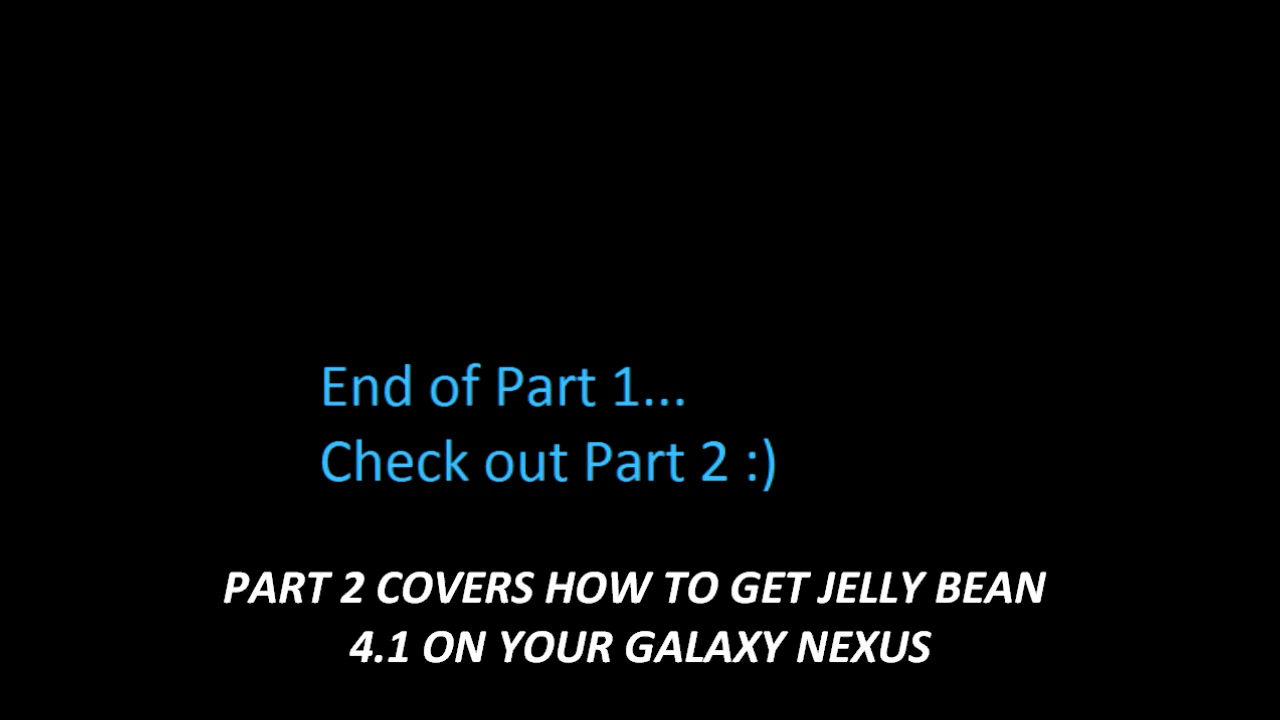 End of Part 1...
Check out Part 2 :)
PART 2 COVERS HOW TO GET JELLY BEAN
4.1 ON YOUR GALAXY NEXUS